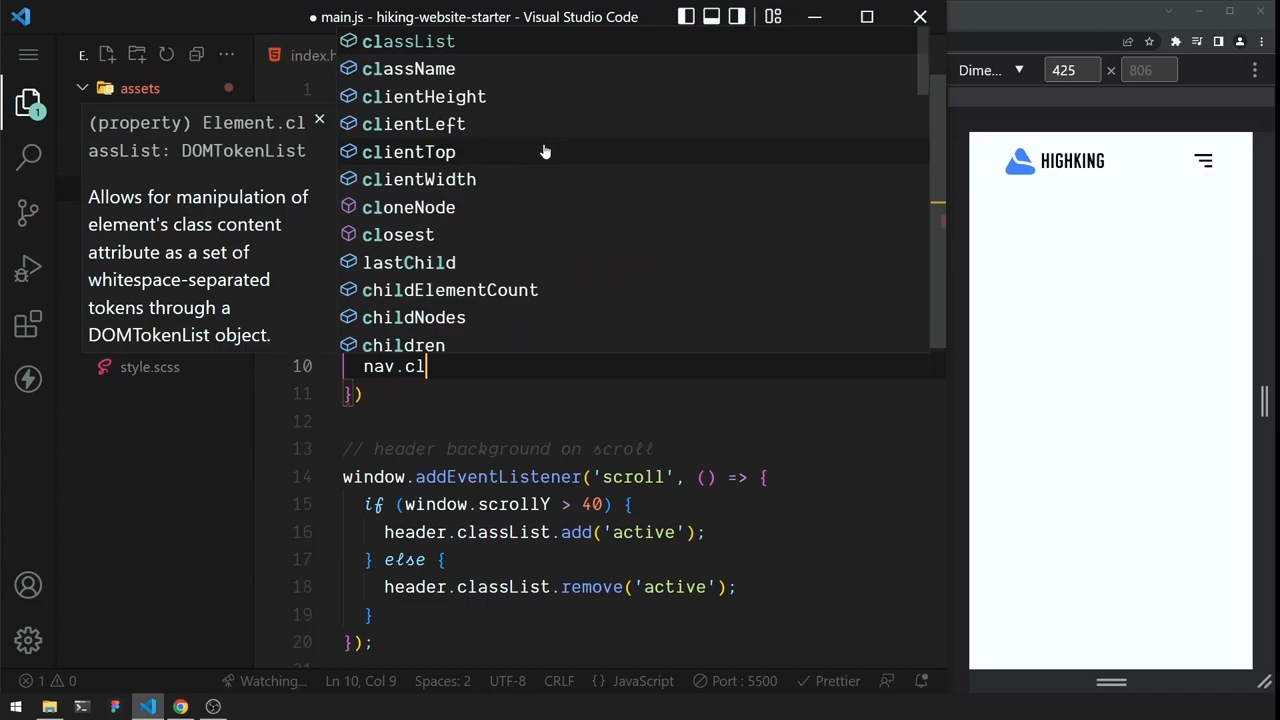 ● main.js - hiking-website-starter - Visual Studio Code
E.
index.h
assets
(property) Element.cl
assList: DOMTokenList
Allows for manipulation of
element's class content
attribute as a set of
whitespace-separated
tokens through a
DOMTokenList object.
style.scss
classList
className
clientHeight
clientLeft
clientTop
clientWidth
cloneNode
closest
lastChild
childElementCount
childNodes
children
1
10 nav.cl
11 })
12
13 // header background on scroll
14 window.addEventListener('scroll', () => {
15 if (window.scrollY > 40) {
16 header.classList.add('active');
17 } else {
18 header.classList.remove('active');
19 }
20 });
1 0 Watching... Ln 10, Col 9 Spaces: 2 UTF-8 CRLF {} JavaScript Port : 5500 Prettier
1
Dime... 425 × 806
HIGHKING